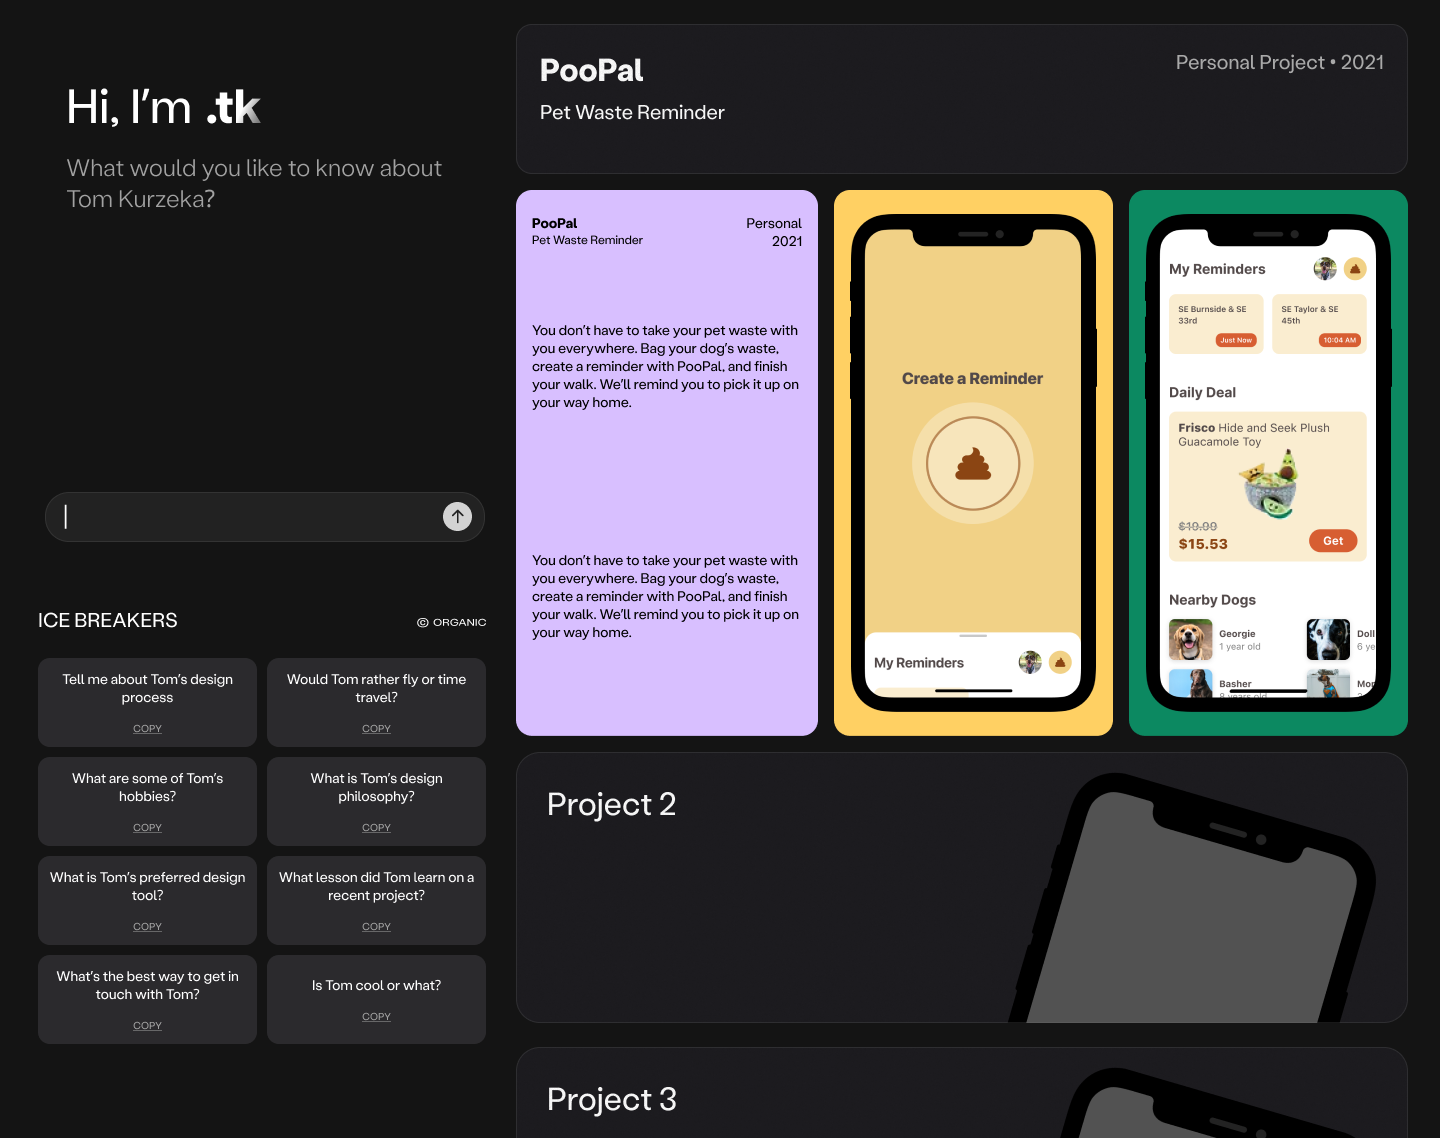 Hi, I’m .tk
What would you like to know about
Tom Kurzeka?
ICE BREAKERS
© ORGANIC
Tell me about Tom’s design
process
COPY
Would Tom rather fly or time
travel?
COPY
What are some of Tom’s
hobbies?
COPY
What is Tom’s design
philosophy?
COPY
What is Tom’s preferred design
tool?
COPY
What lesson did Tom learn on a
recent project?
COPY
What’s the best way to get in
touch with Tom?
COPY
Is Tom cool or what?
COPY
PooPal
Personal Project • 2021
Pet Waste Reminder
PooPal
Pet Waste Reminder
Personal
2021
You don’t have to take your pet waste with
you everywhere. Bag your dog’s waste,
create a reminder with PooPal, and finish
your walk. We’ll remind you to pick it up on
your way home.
You don’t have to take your pet waste with
you everywhere. Bag your dog’s waste,
create a reminder with PooPal, and finish
your walk. We’ll remind you to pick it up on
your way home.
Create a Reminder
My Reminders
My Reminders
SE Burnside & SE
33rd
Just Now
SE Taylor & SE
45th
10:04 AM
Daily Deal
Frisco Hide and Seek Plush
Guacamole Toy
$19.99
$15.53
Get
Nearby Dogs
Georgie
1 year old
Doll
6 ye
Basher
8 years old
Mor
Project 2
Project 3